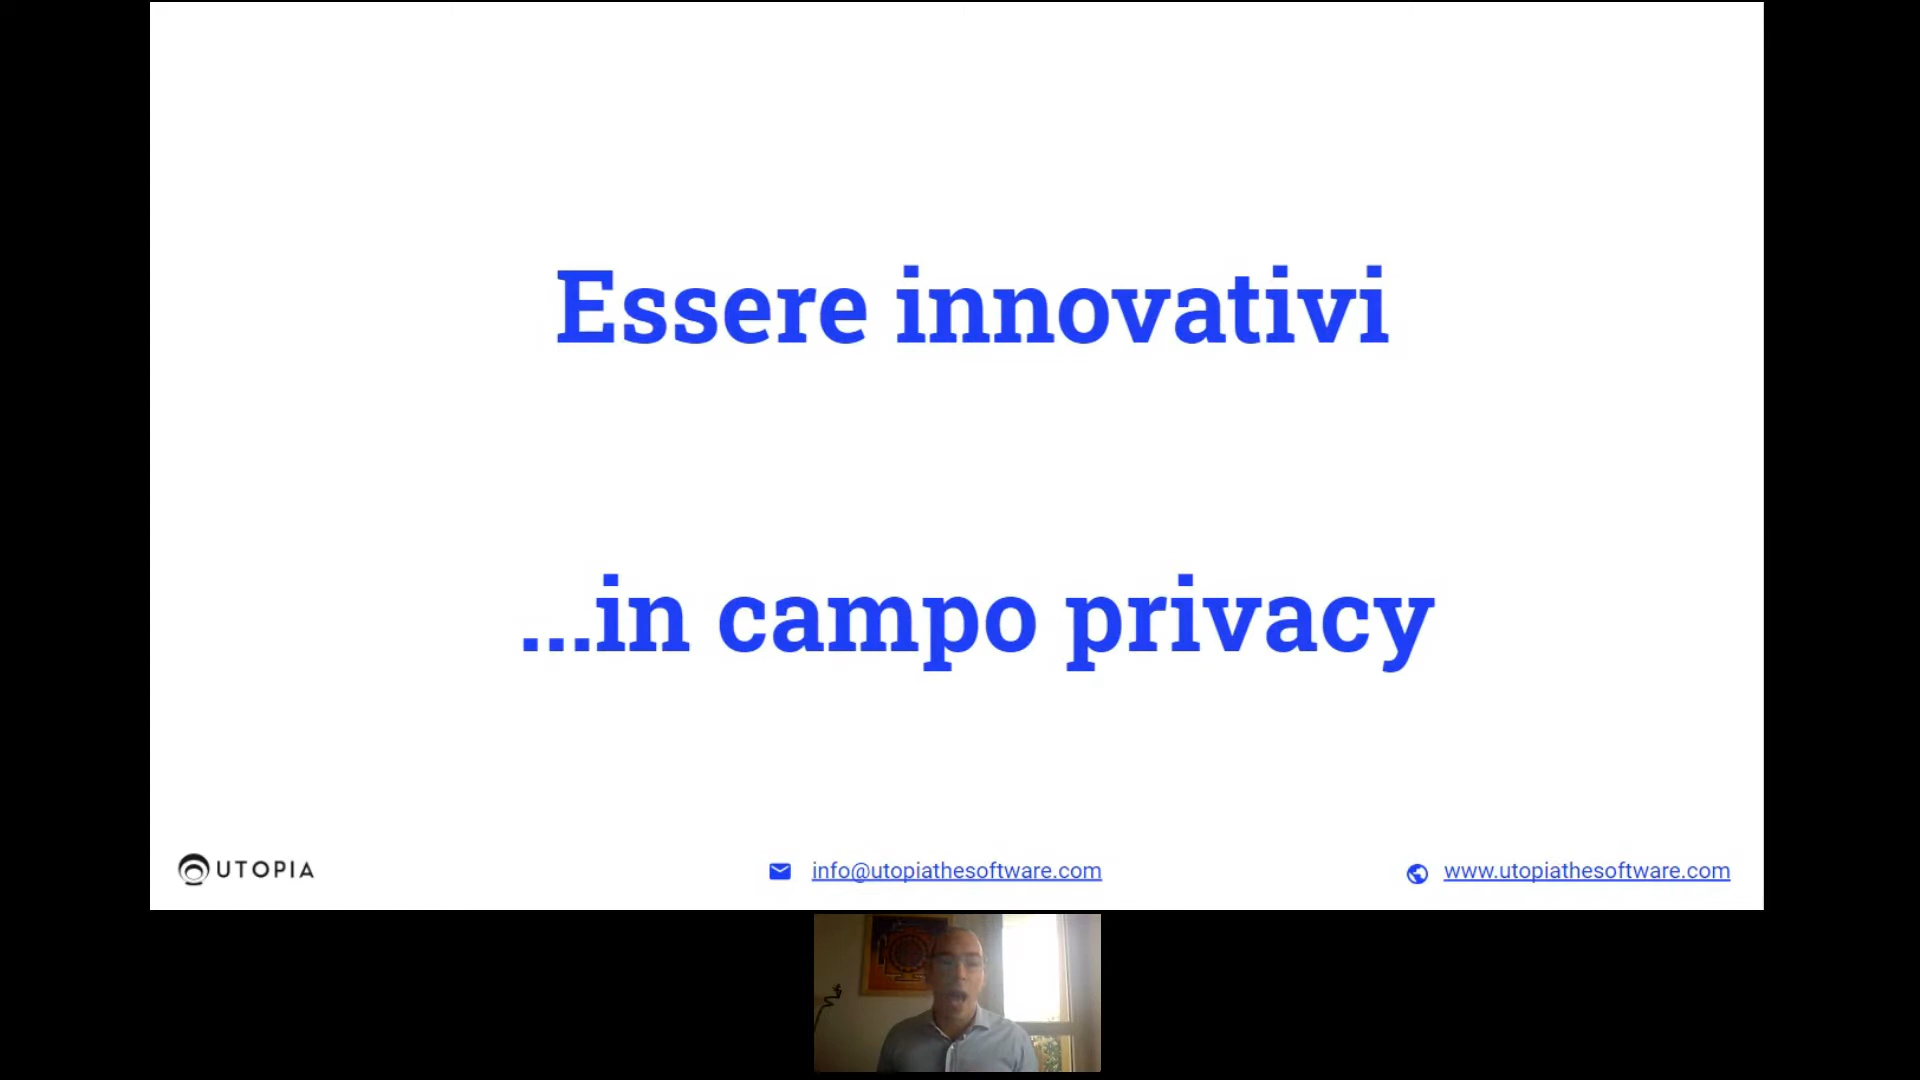 Essere innovativi
...in campo privacy
UTOPIA
info@utopiathesoftware.com
www.utopiathesoftware.com